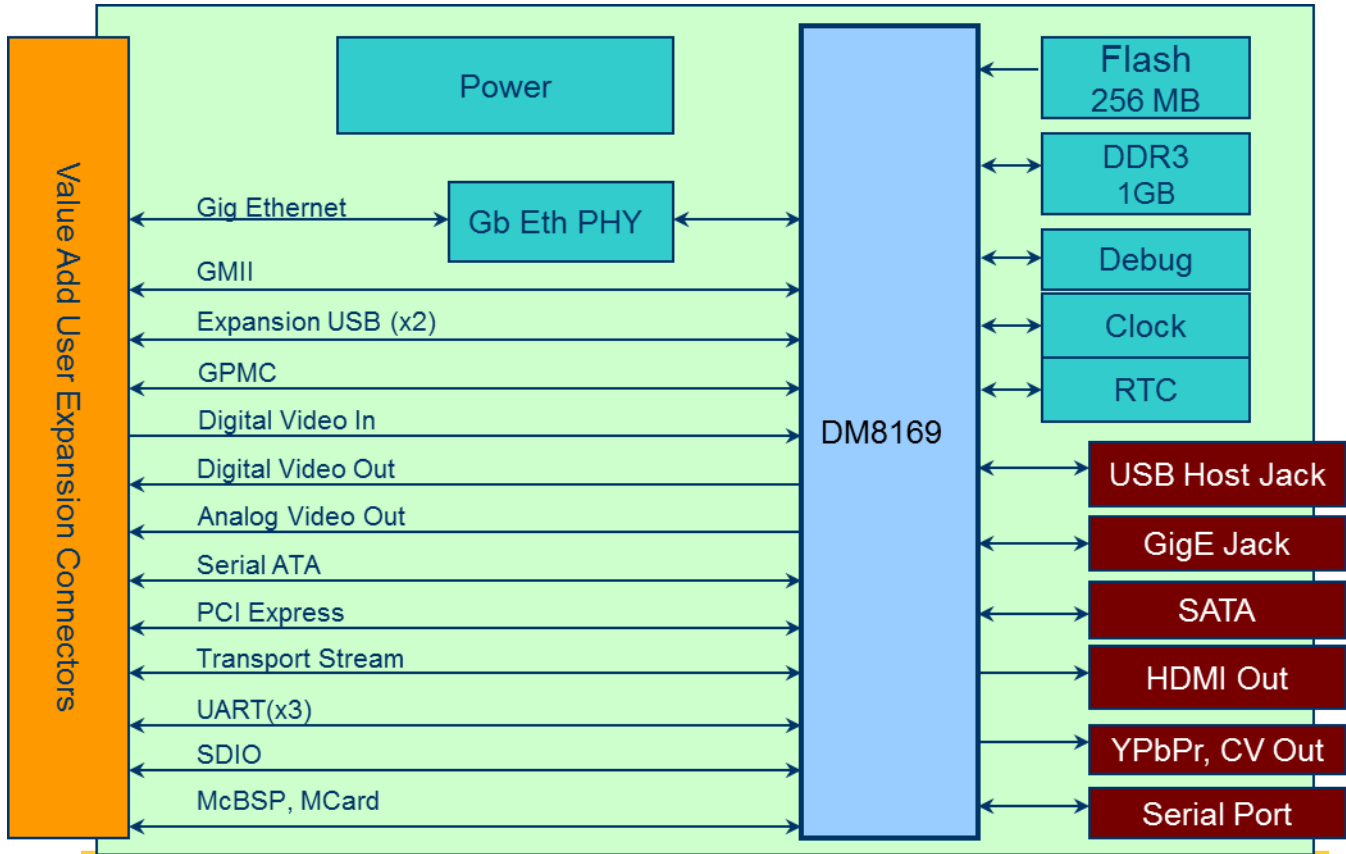 Value Add User Expansion Connectors
Power
Gig Ethernet
Gb Eth PHY
GMII
Expansion USB (x2)
GPMC
Digital Video In
Digital Video Out
Analog Video Out
Serial ATA
PCI Express
Transport Stream
UART(x3)
SDIO
McBSP, MCard
DM8169
Flash
256 MB
DDR3
1GB
Debug
Clock
RTC
USB Host Jack
GigE Jack
SATA
HDMI Out
YPbPr, CV Out
Serial Port